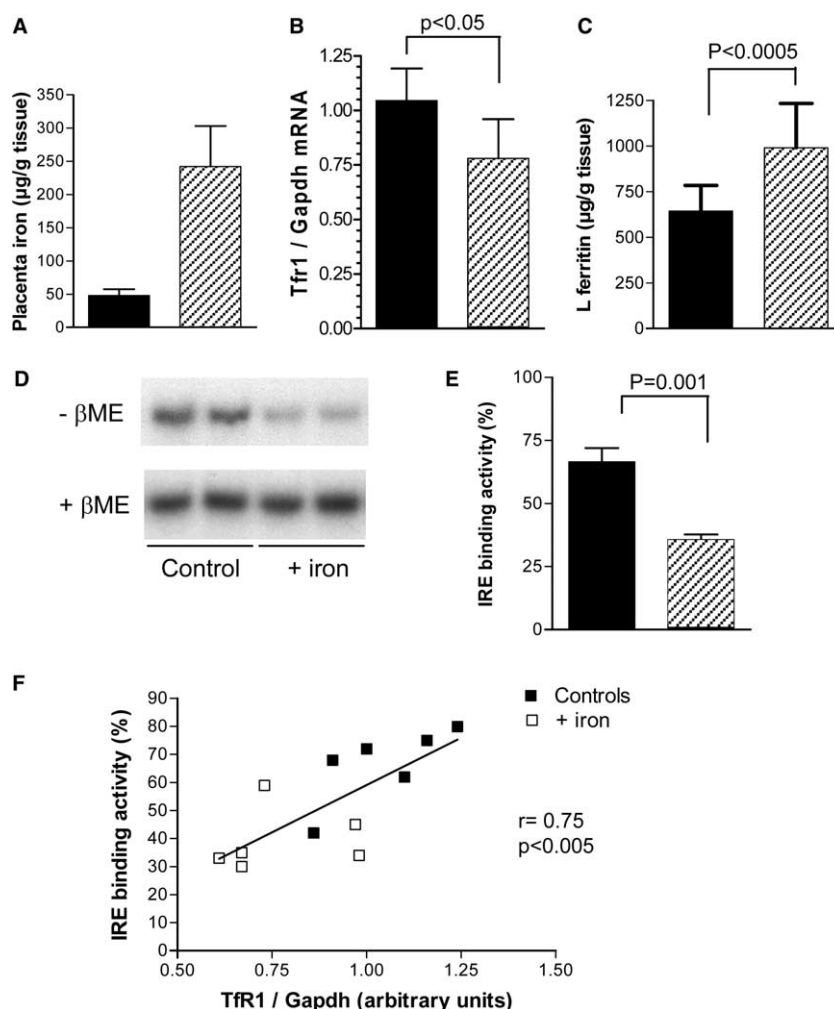 A
Placenta iron (µg/g tissue)
350
300
250
200
150
100
50
0
B
p<0.05
Tfr1 / Gapdh mRNA
1.25
1.00
0.75
0.50
0.25
0.00
C
P<0.0005
L ferritin (µg/g tissue)
1250
1000
750
500
250
0
D
- βME
+ βME
Control
+ iron
E
P=0.001
IRE binding activity (%)
100
75
50
25
0
F
IRE binding activity (%)
90
80
70
60
50
40
30
20
10
0
0.50
0.75
1.00
1.25
1.50
TfR1 / Gapdh (arbitrary units)
Controls
+ iron
r= 0.75
p<0.005